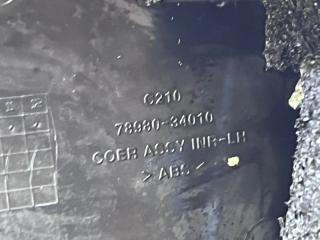 C210
78980-34010
COER ASSY INR-LH
>ABS<